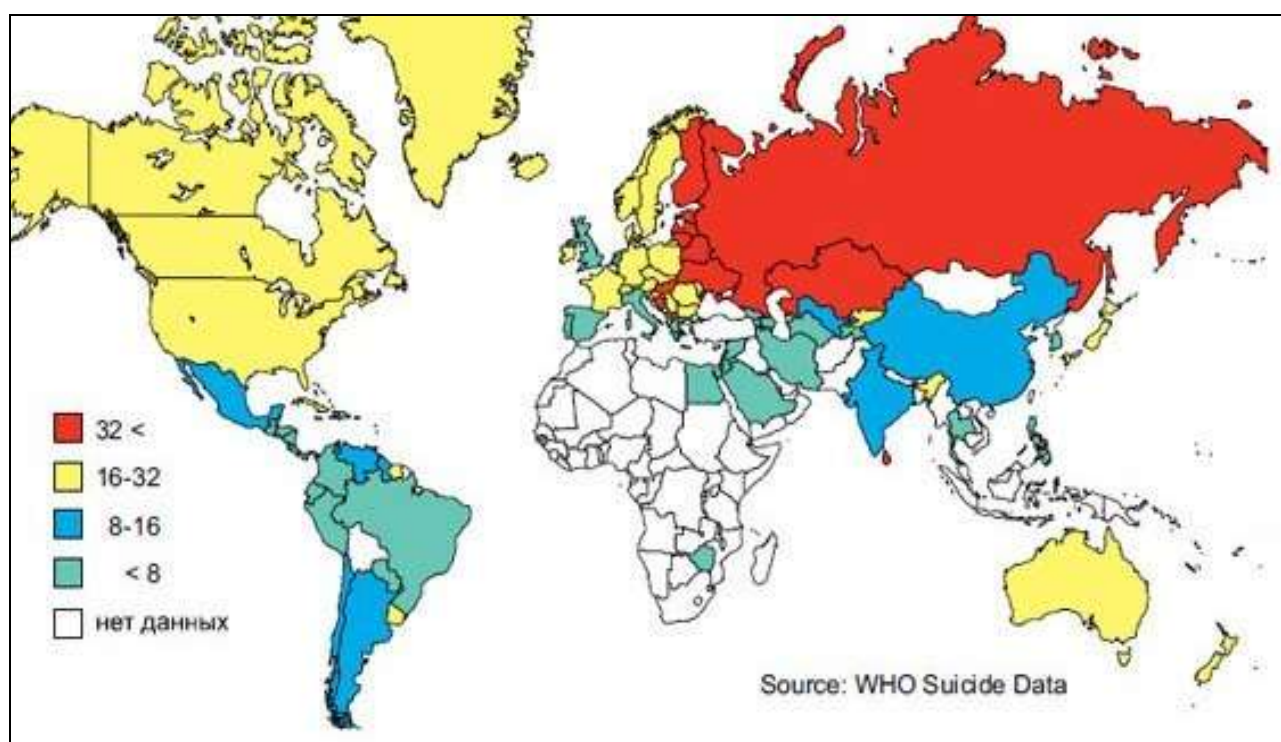 32 <
16-32
8-16
< 8
нет данных
Source: WHO Suicide Data